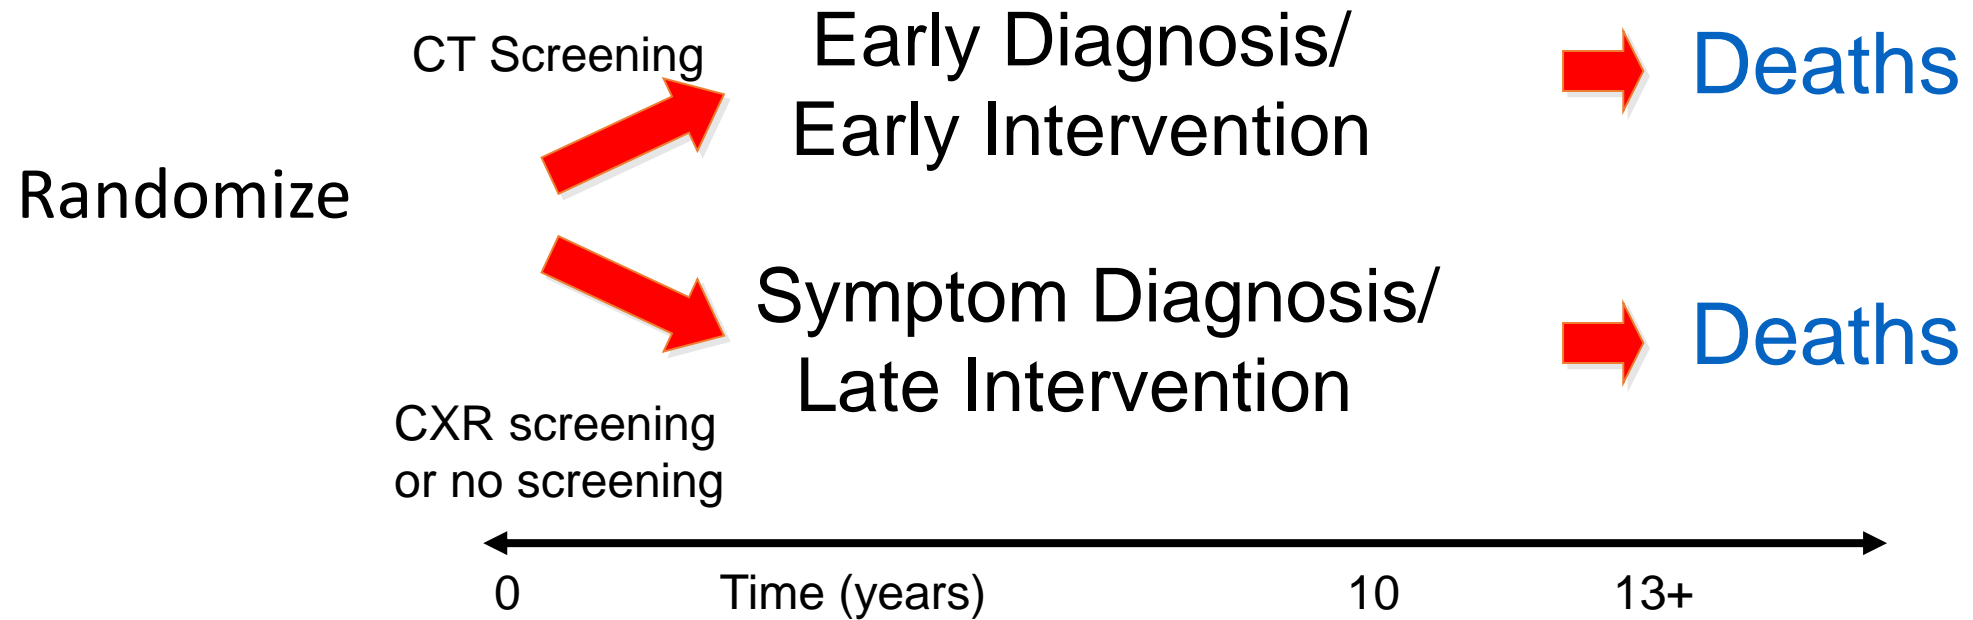 Randomize
CT Screening
Early Diagnosis/
Early Intervention
Deaths
CXR screening
or no screening
Symptom Diagnosis/
Late Intervention
Deaths
0
Time (years)
10
13+